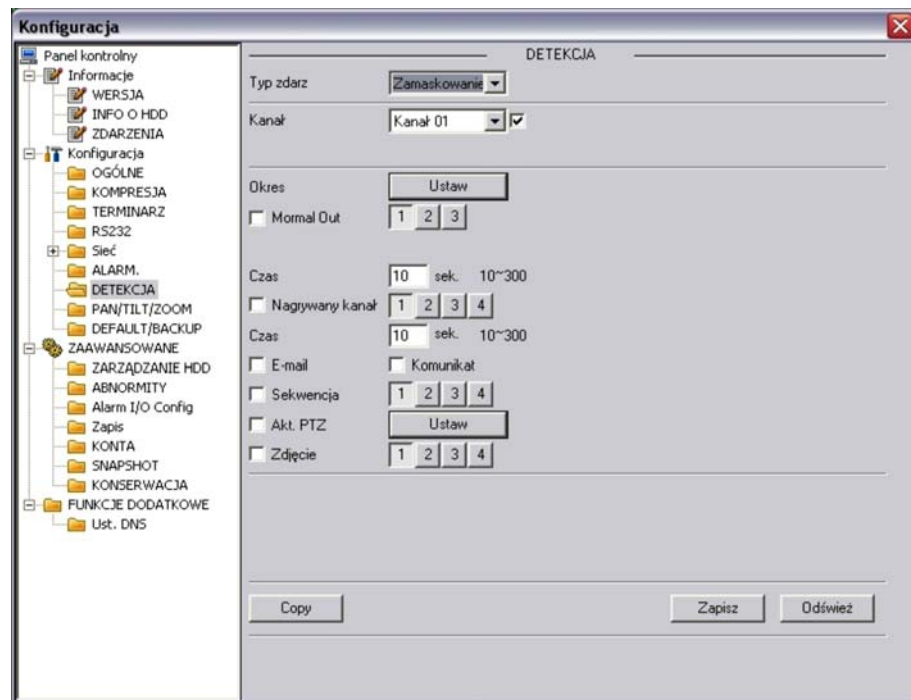 Konfiguracja
Panel kontrolny
Informacje
WERSJA
INFO O HDD
ZDARZENIA
Konfiguracja
OGÓLNE
KOMPRESJA
TERMINARZ
RS232
Sieć
ALARM.
DETEKCJA
PAN/TILT/ZOOM
DEFAULT/BACKUP
ZAAWANSOWANE
ZARZĄDZANIE HDD
ABNORMITY
Alarm I/O Config
Zapis
KONTA
SNAPSHOT
KONSERWACJA
FUNKCJE DODATKOWE
Ust. DNS
DETEKCJA
Typ zdarz Zamaskowanie
Kanał Kanał 01
Okres Ustaw
Mormal Out 1 2 3
Czas 10 sek. 10~300
Nagrywany kanał 1 2 3 4
Czas 10 sek. 10~300
E-mail Komunikat
Sekwencja 1 2 3 4
Akt. PTZ Ustaw
Zdjęcie 1 2 3 4
Copy Zapisz Odśwież